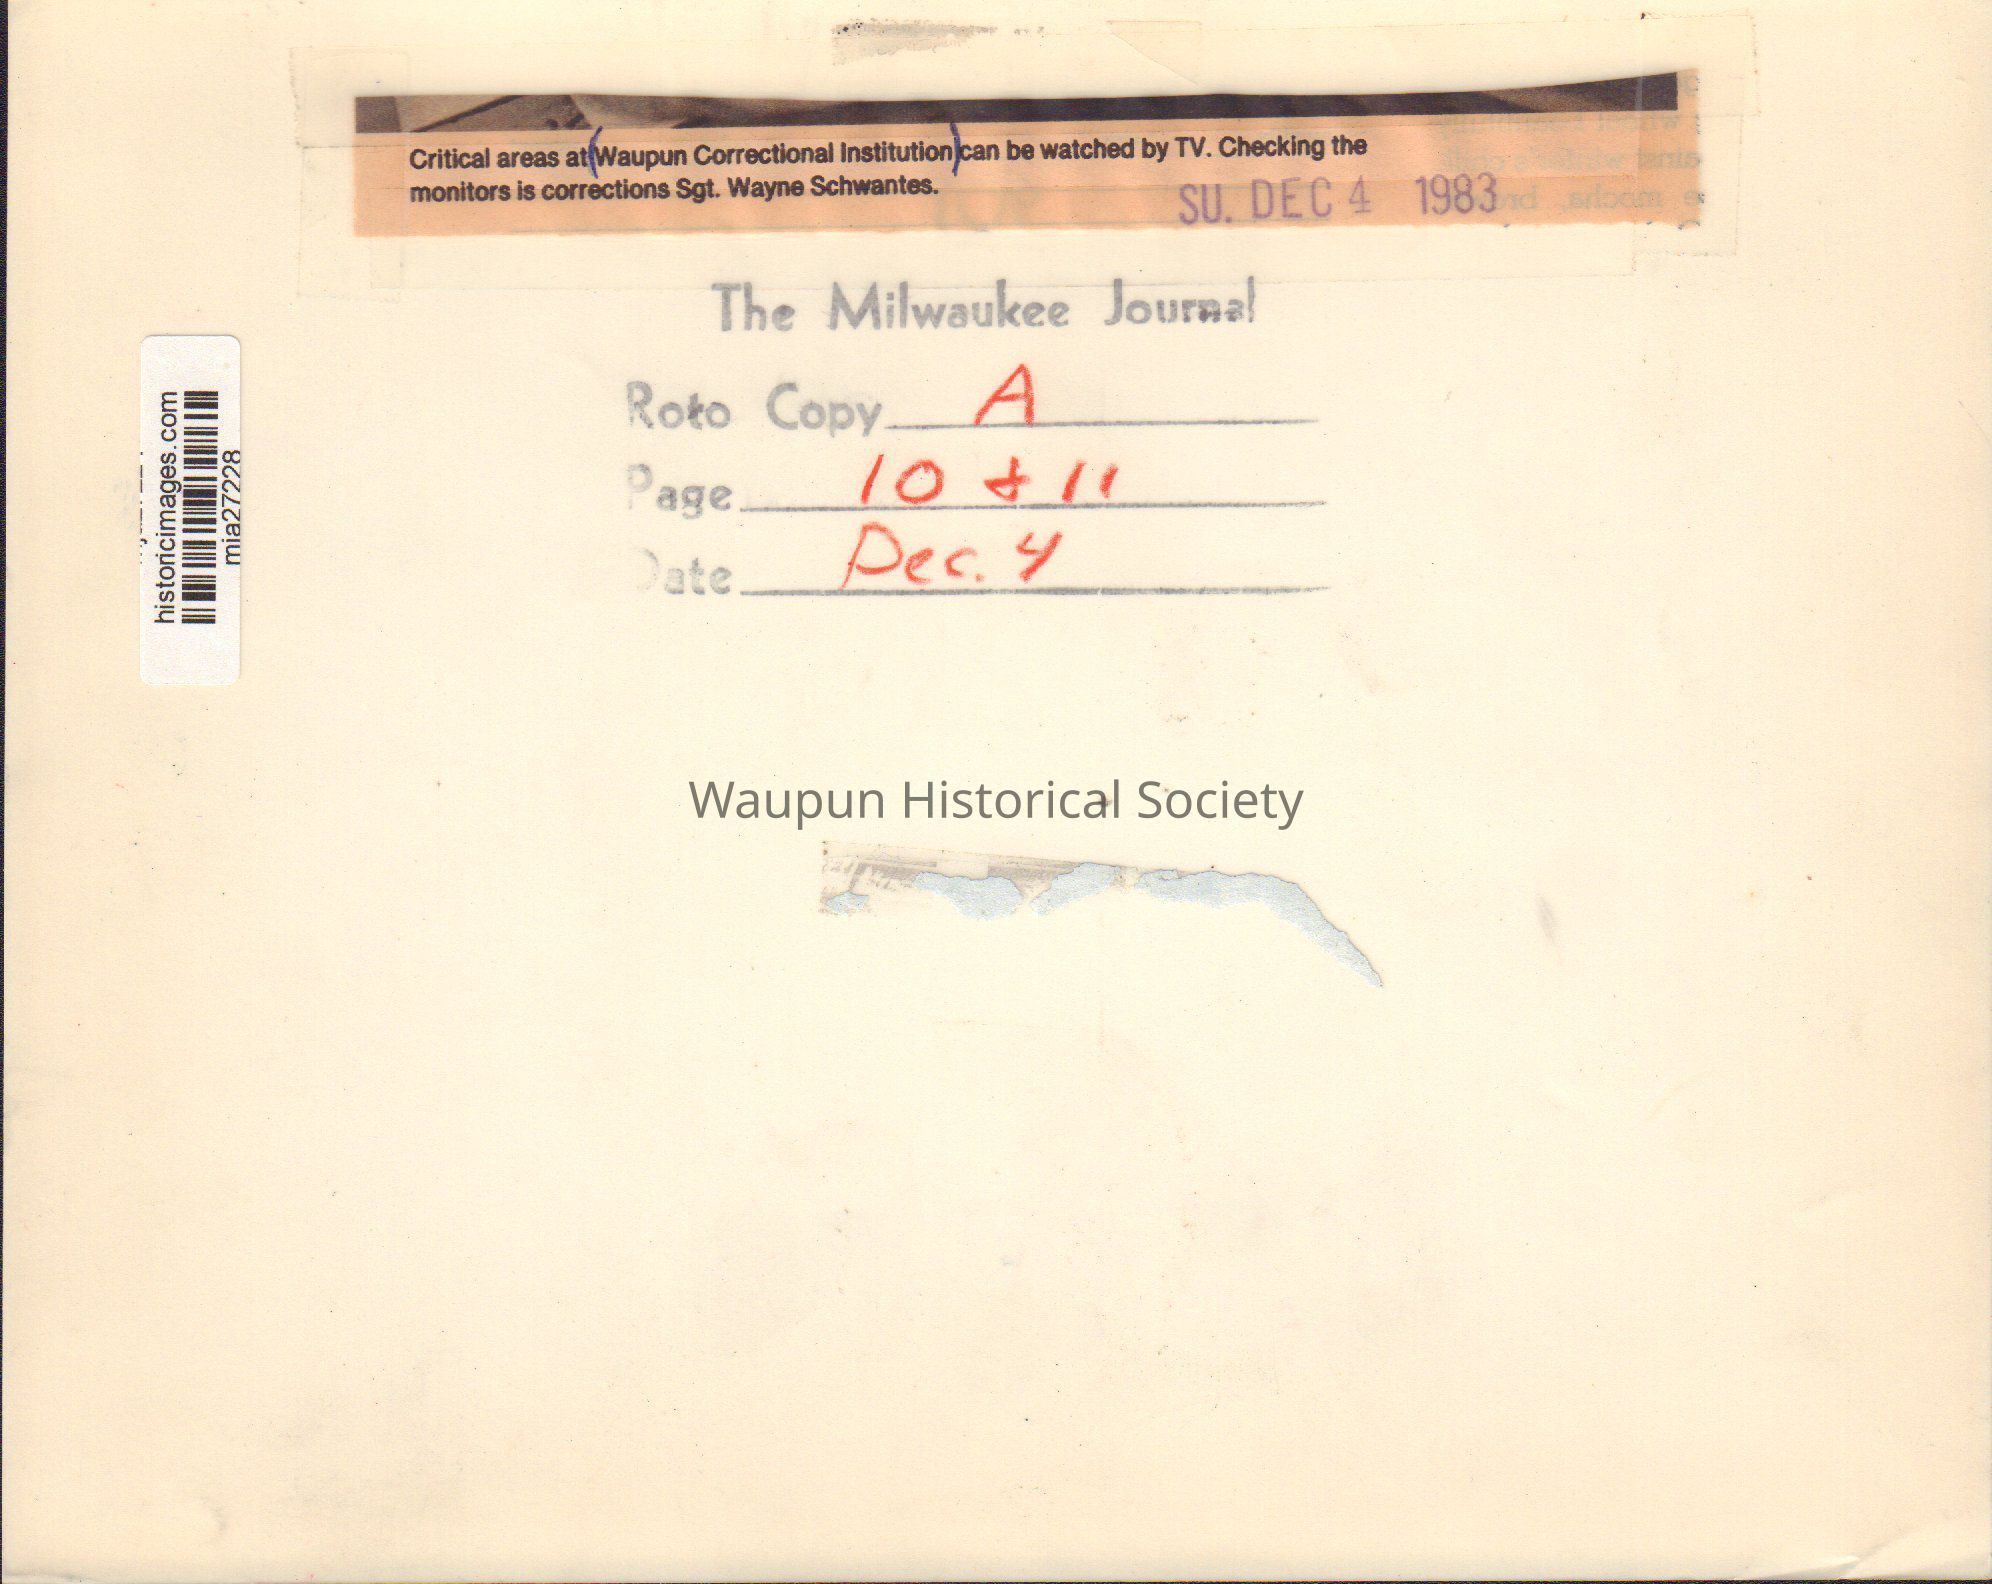 Critical areas at (Waupun Correctional Institution) can be watched by TV. Checking the
monitors is corrections Sgt. Wayne Schwantes.
SU. DEC 4 1983
The Milwaukee Journal
Roto Copy A
Page 10 & 11
Date Dec. 4
historicimages.com
mia27228
Waupun Historical Society